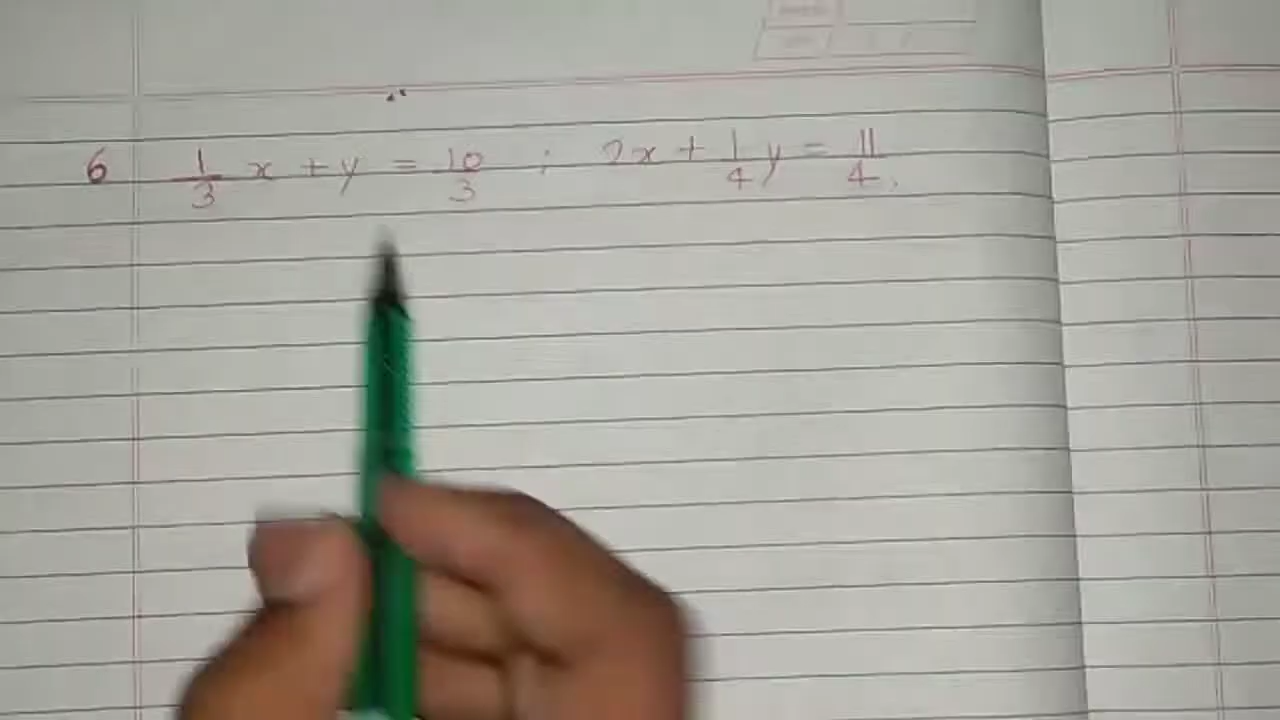 6 1/3 x + y = 10/3 ; 2x + 1/4 y = 11/4.